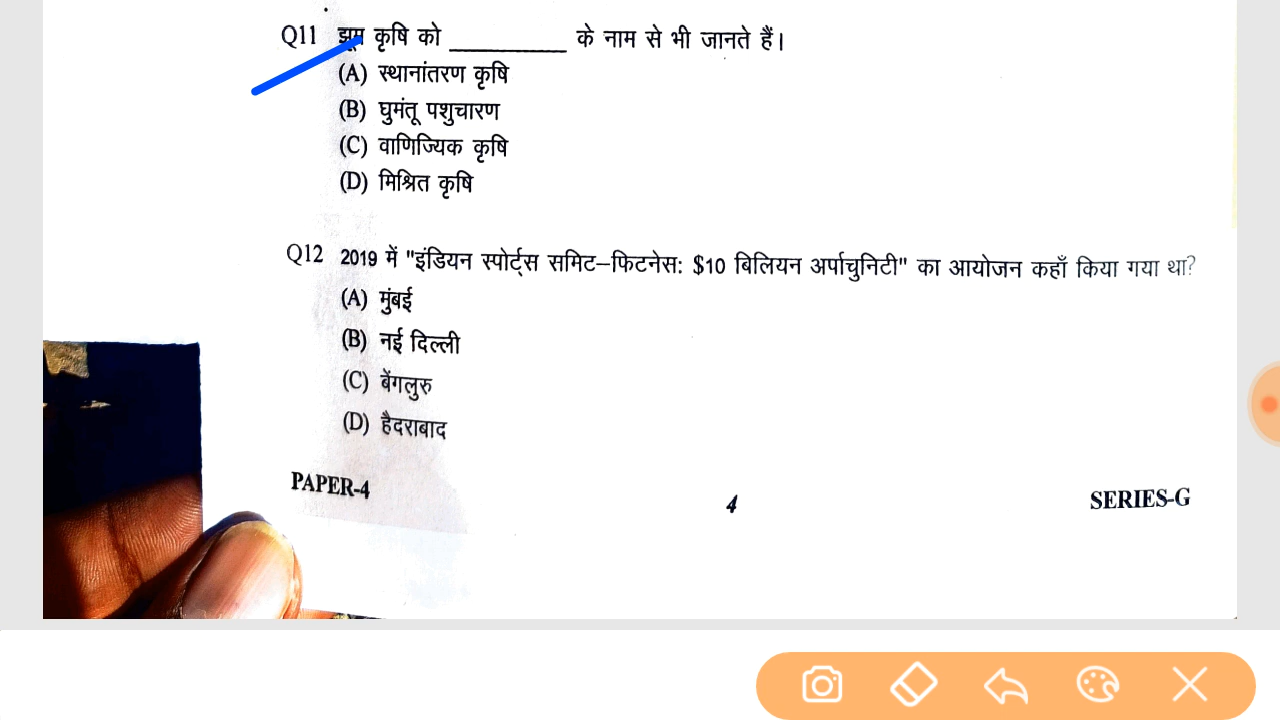 Q11 झूम कृषि को __________ के नाम से भी जानते हैं।
(A) स्थानांतरण कृषि
(B) घुमंतू पशुचारण
(C) वाणिज्यिक कृषि
(D) मिश्रित कृषि
Q12 2019 में "इंडियन स्पोर्ट्स समिट–फिटनेस: $10 बिलियन अर्पाचुनिटी" का आयोजन कहाँ किया गया था?
(A) मुंबई
(B) नई दिल्ली
(C) बेंगलुरु
(D) हैदराबाद
PAPER-4 4 SERIES-G